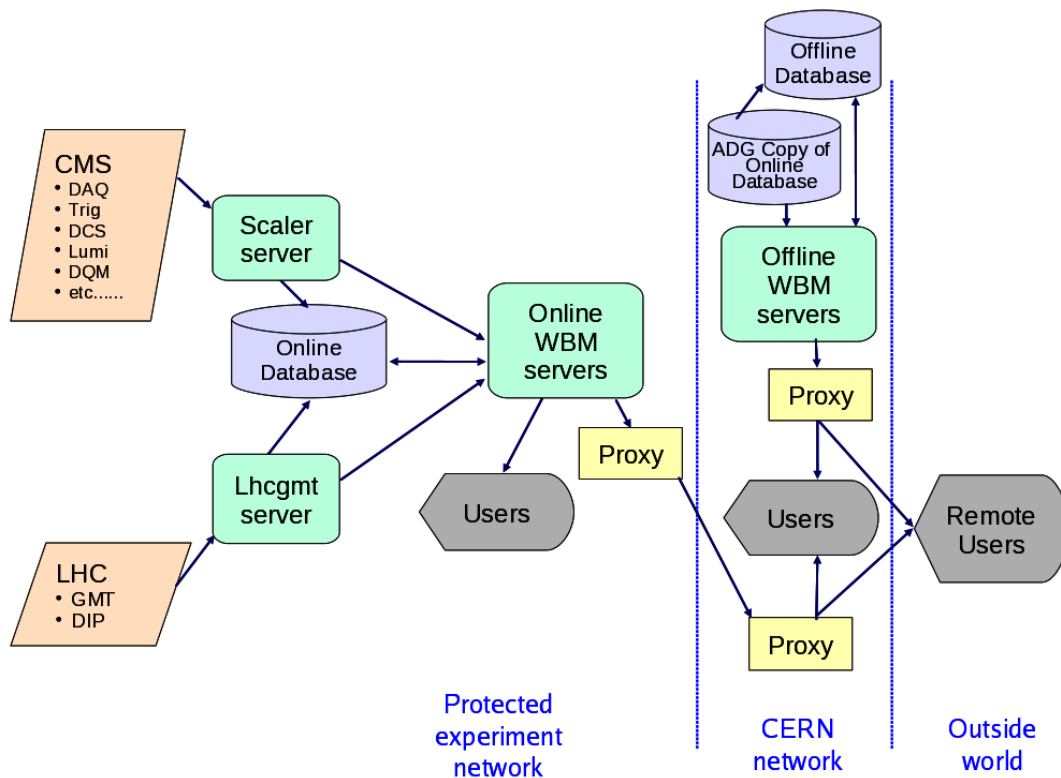 Offline
Database
ADG Copy of
Online
Database
CMS
• DAQ
• Trig
• DCS
• Lumi
• DQM
• etc......
Scaler
server
Online
Database
Online
WBM
servers
Offline
WBM
servers
Proxy
Proxy
Lhcgmt
server
Users
Users
Remote
Users
LHC
• GMT
• DIP
Proxy
Protected
experiment
network
CERN
network
Outside
world